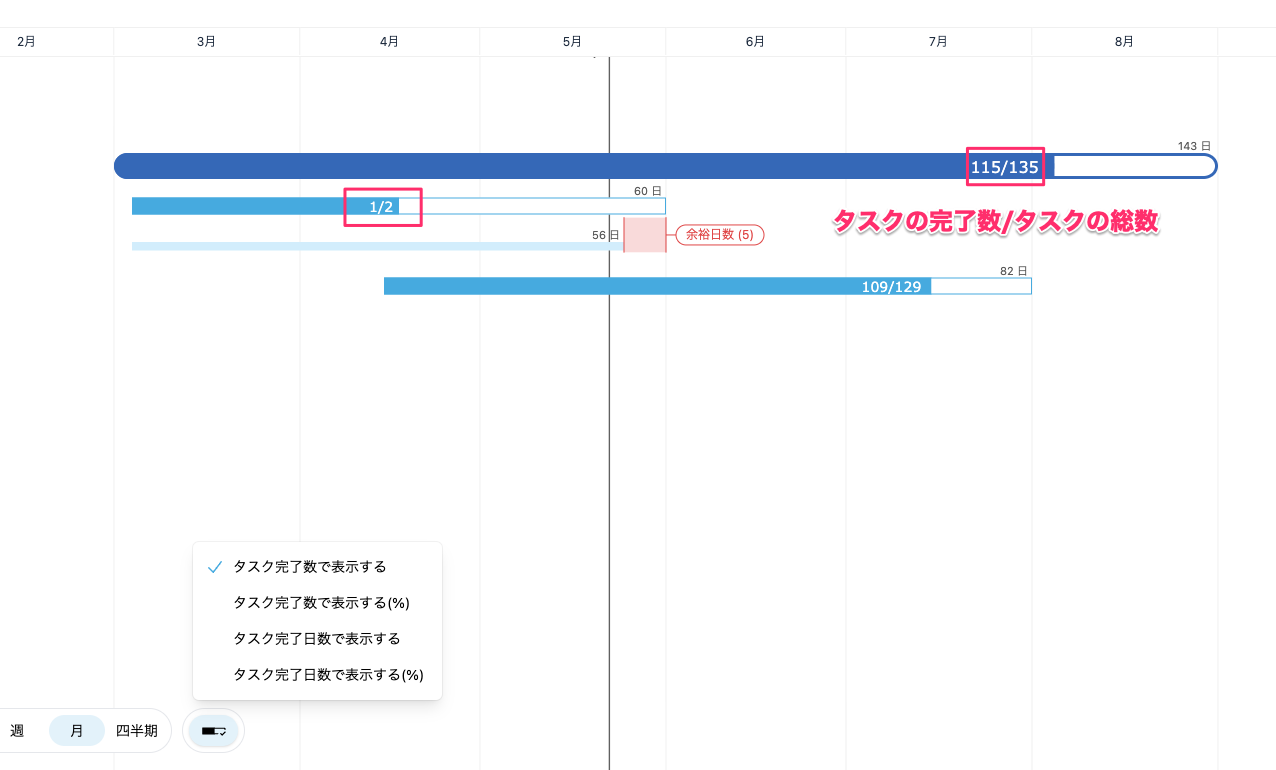 2月 3月 4月 5月 6月 7月 8月
143 日
115/135
60 日
1/2
タスクの完了数/タスクの総数
56 日 余裕日数 (5)
82 日
109/129
タスク完了数で表示する
タスク完了数で表示する(%)
タスク完了日数で表示する
タスク完了日数で表示する(%)
週 月 四半期